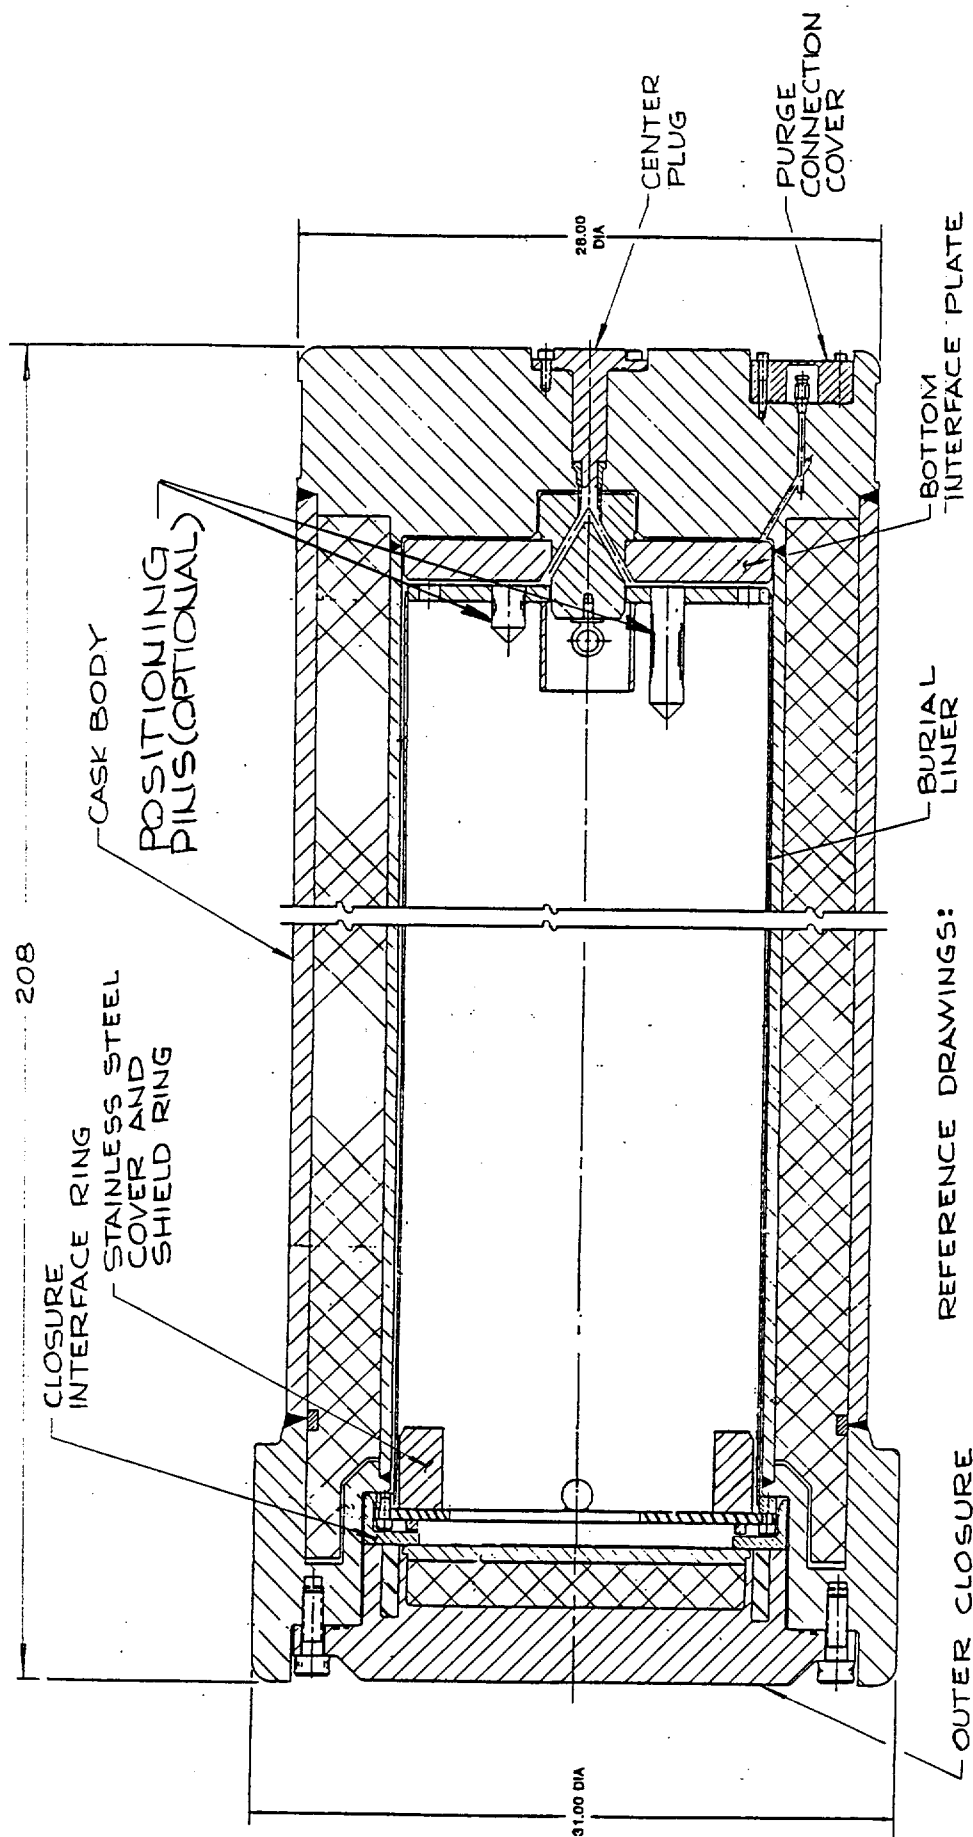 208
CLOSURE
INTERFACE RING
STAINLESS STEEL
COVER AND
SHIELD RING
CASK BODY
POSITIONING
PINS(OPTIONAL)
28.00
DIA
CENTER
PLUG
PURGE
CONNECTION
COVER
31.00 DIA
OUTER CLOSURE
BURIAL
LINER
BOTTOM
INTERFACE PLATE
REFERENCE DRAWINGS: